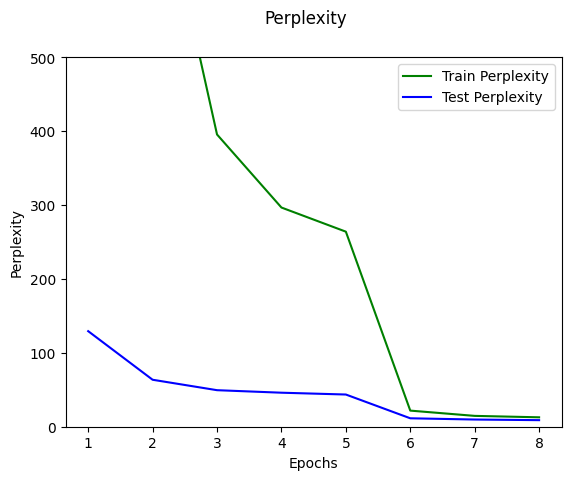 Perplexity
500
400
300
200
100
0
Perplexity
Train Perplexity
Test Perplexity
1 2 3 4 5 6 7 8
Epochs